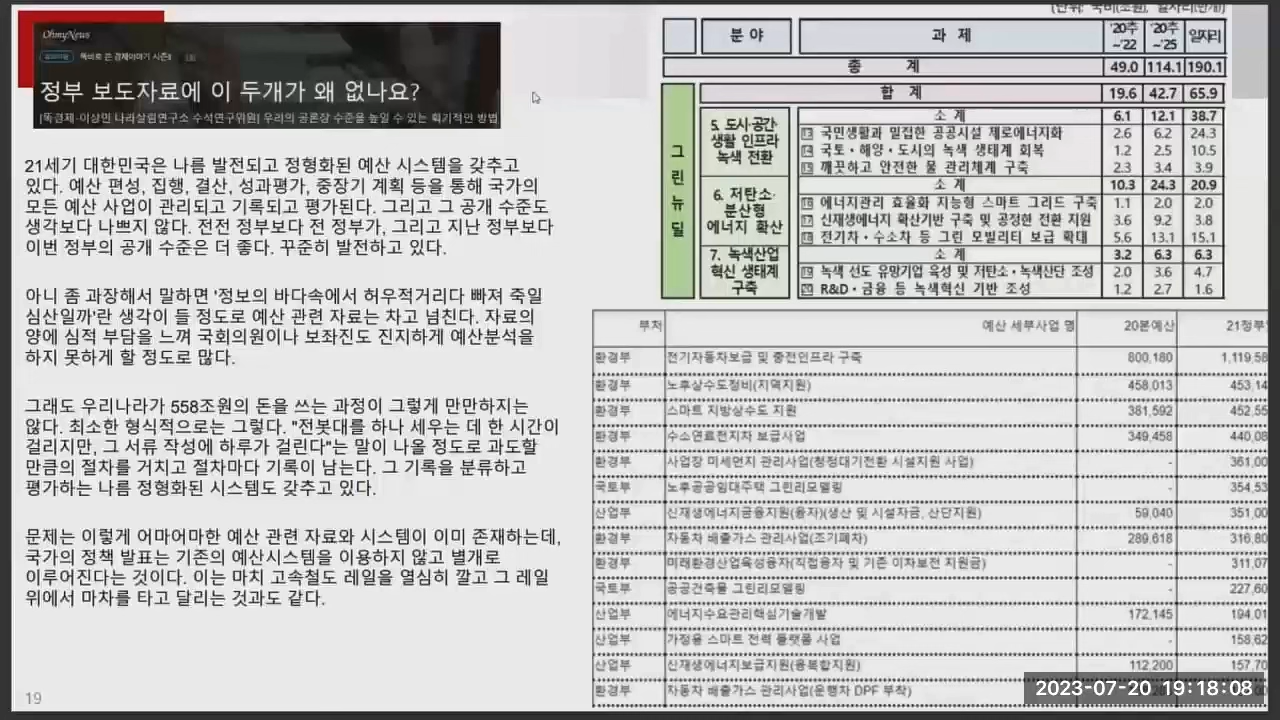 OhmyNews
똑바로 쓴 경제이야기 시즌2
정부 보도자료에 이 두개가 왜 없나요?
[똑경제-이상민 나라살림연구소 수석연구위원] 우리의 공론장 수준을 높일 수 있는 획기적인 방법
21세기 대한민국은 나름 발전되고 정형화된 예산 시스템을 갖추고
있다. 예산 편성, 집행, 결산, 성과평가, 중장기 계획 등을 통해 국가의
모든 예산 사업이 관리되고 기록되고 평가된다. 그리고 그 공개 수준도
생각보다 나쁘지 않다. 전전 정부보다 전 정부가, 그리고 지난 정부보다
이번 정부의 공개 수준은 더 좋다. 꾸준히 발전하고 있다.
아니 좀 과장해서 말하면 '정보의 바다속에서 허우적거리다 빠져 죽일
심산일까'란 생각이 들 정도로 예산 관련 자료는 차고 넘친다. 자료의
양에 심적 부담을 느껴 국회의원이나 보좌진도 진지하게 예산분석을
하지 못하게 할 정도로 많다.
그래도 우리나라가 558조원의 돈을 쓰는 과정이 그렇게 만만하지는
않다. 최소한 형식적으로는 그렇다. "전봇대를 하나 세우는 데 한 시간이
걸리지만, 그 서류 작성에 하루가 걸린다"는 말이 나올 정도로 과도할
만큼의 절차를 거치고 절차마다 기록이 남는다. 그 기록을 분류하고
평가하는 나름 정형화된 시스템도 갖추고 있다.
문제는 이렇게 어마어마한 예산 관련 자료와 시스템이 이미 존재하는데,
국가의 정책 발표는 기존의 예산시스템을 이용하지 않고 별개로
이루어진다는 것이다. 이는 마치 고속철도 레일을 열심히 깔고 그 레일
위에서 마차를 타고 달리는 것과도 같다.
19
(단위: 국비(조원), 일자리(만개))
분 야 과 제 '20추~'22 '20추~'25 일자리
총 계 49.0 114.1 190.1
그린뉴딜
합 계 19.6 42.7 65.9
5. 도시·공간·생활 인프라 녹색 전환
소 계 6.1 12.1 38.7
13 국민생활과 밀접한 공공시설 제로에너지화 2.6 6.2 24.3
14 국토·해양·도시의 녹색 생태계 회복 1.2 2.5 10.5
15 깨끗하고 안전한 물 관리체계 구축 2.3 3.4 3.9
6. 저탄소·분산형 에너지 확산
소 계 10.3 24.3 20.9
16 에너지관리 효율화 지능형 스마트 그리드 구축 1.1 2.0 2.0
17 신재생에너지 확산기반 구축 및 공정한 전환 지원 3.6 9.2 3.8
18 전기차·수소차 등 그린 모빌리티 보급 확대 5.6 13.1 15.1
7. 녹색산업 혁신 생태계 구축
소 계 3.2 6.3 6.3
19 녹색 선도 유망기업 육성 및 저탄소·녹색산단 조성 2.0 3.6 4.7
20 R&D·금융 등 녹색혁신 기반 조성 1.2 2.7 1.6
부처 예산 세부사업 명 20본예산 21정부
환경부 전기자동차보급 및 충전인프라 구축 800,180 1,119,58
환경부 노후상수도정비(지역지원) 458,013 453,14
환경부 스마트 지방상수도 지원 381,592 452,55
환경부 수소연료전지차 보급사업 349,458 440,08
환경부 사업장 미세먼지 관리사업(청정대기전환 시설지원 사업) - 361,00
국토부 노후공공임대주택 그린리모델링 - 354,53
산업부 신재생에너지금융지원(융자)(생산 및 시설자금, 산단지원) 59,040 351,00
환경부 자동차 배출가스 관리사업(조기폐차) 289,618 316,80
환경부 미래환경산업육성융자(직접융자 및 기존 이차보전 지원금) 311,07
국토부 공공건축물 그린리모델링 - 227,60
산업부 에너지수요관리핵심기술개발 172,145 194,01
산업부 가정용 스마트 전력 플랫폼 사업 - 158,62
산업부 신재생에너지보급지원(융복합지원) 112,200 157,70
환경부 자동차 배출가스 관리사업(운행차 DPF 부착)
2023-07-20 19:18:08